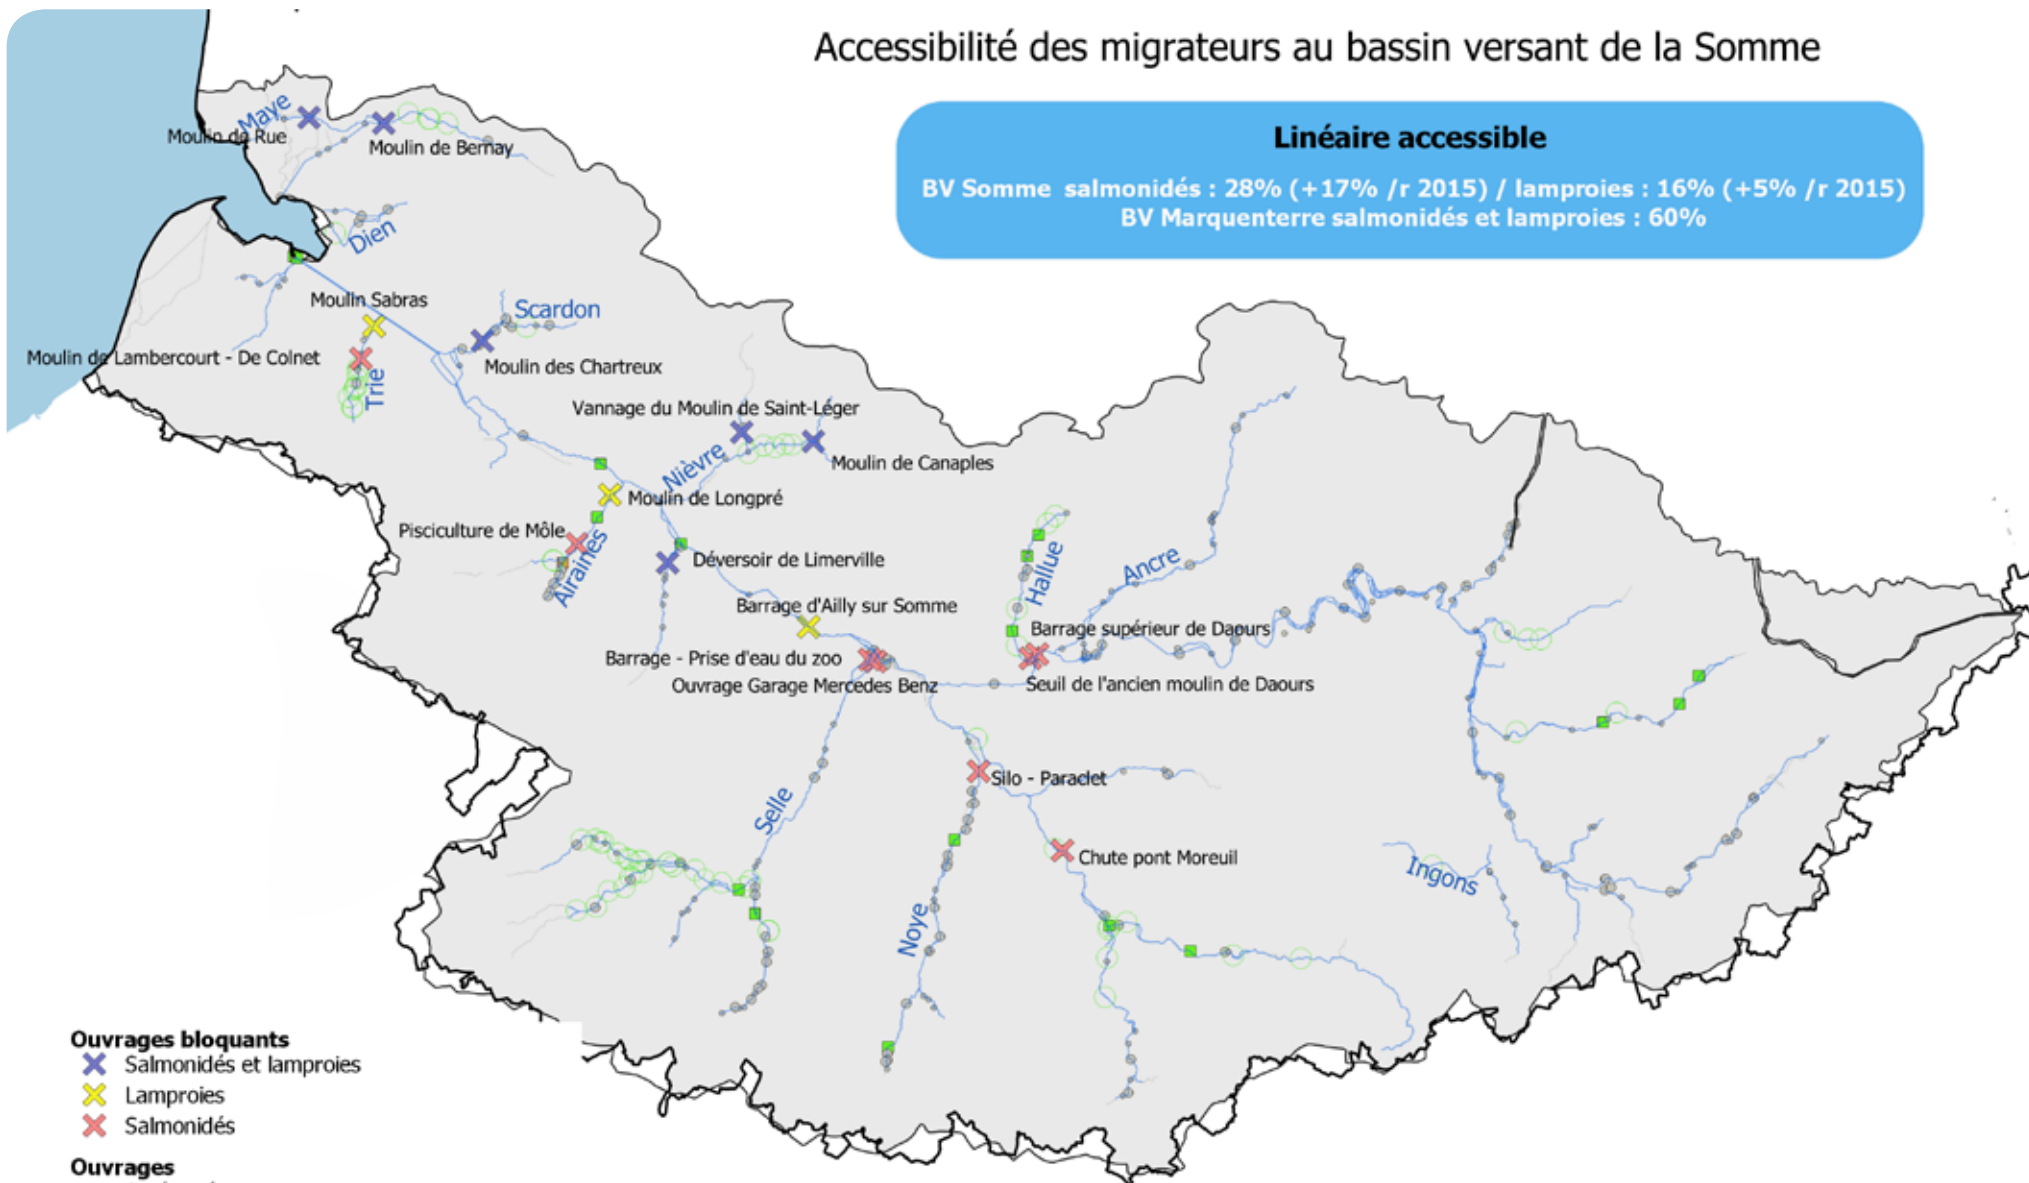 Accessibilité des migrateurs au bassin versant de la Somme
Linéaire accessible
BV Somme salmonidés : 28% (+17% /r 2015) / lamproies : 16% (+5% /r 2015)
BV Marquenterre salmonidés et lamproies : 60%
Maye
Moulin de Rue
Moulin de Bernay
Dien
Moulin Sabras
Scardon
Moulin de Lambercourt - De Colnet
Moulin des Chartreux
Trie
Vannage du Moulin de Saint-Léger
Nièvre
Moulin de Canaples
Moulin de Longpré
Pisciculture de Môle
Airaines
Déversoir de Limerville
Hallue
Ancre
Barrage d'Ailly sur Somme
Barrage supérieur de Daours
Barrage - Prise d'eau du zoo
Ouvrage Garage Mercedes Benz
Seuil de l'ancien moulin de Daours
Silo - Paraclet
Selle
Chute pont Moreuil
Ingons
Noye
Ouvrages bloquants
Salmonidés et lamproies
Lamproies
Salmonidés
Ouvrages